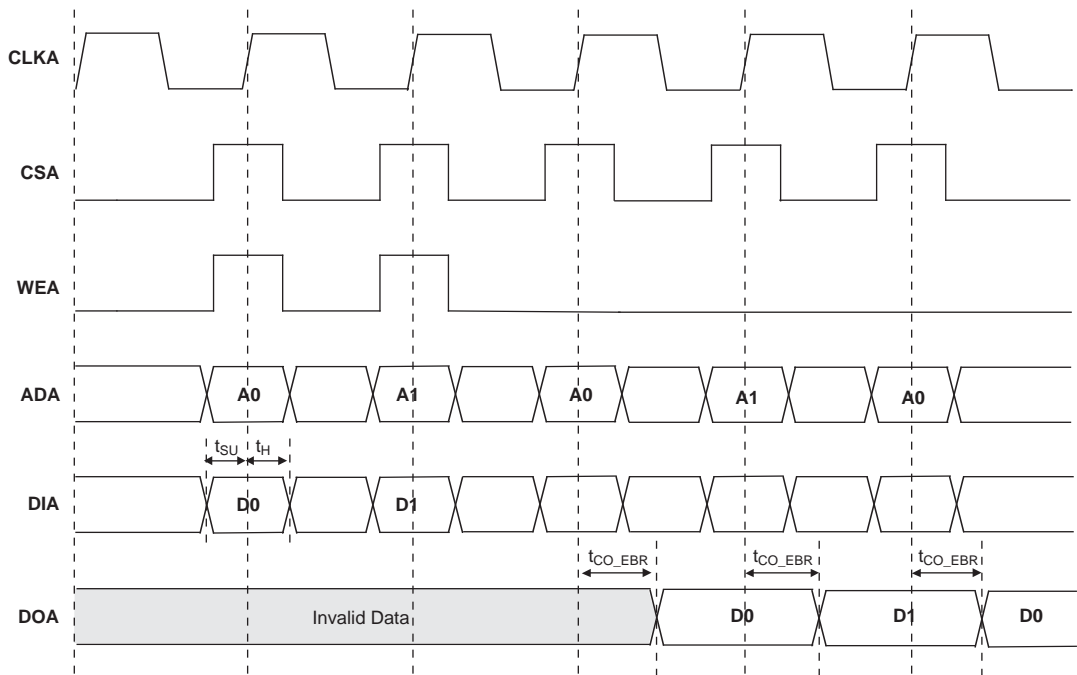 CLKA
CSA
WEA
ADA A0 A1 A0 A1 A0
tSU tH
DIA D0 D1
tCO_EBR tCO_EBR tCO_EBR
DOA Invalid Data D0 D1 D0